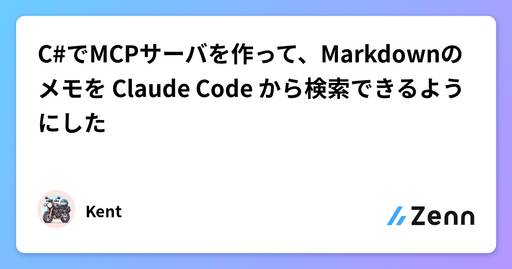 C#でMCPサーバを作って、Markdownの
メモを Claude Code から検索できるよう
にした
Kent
Zenn